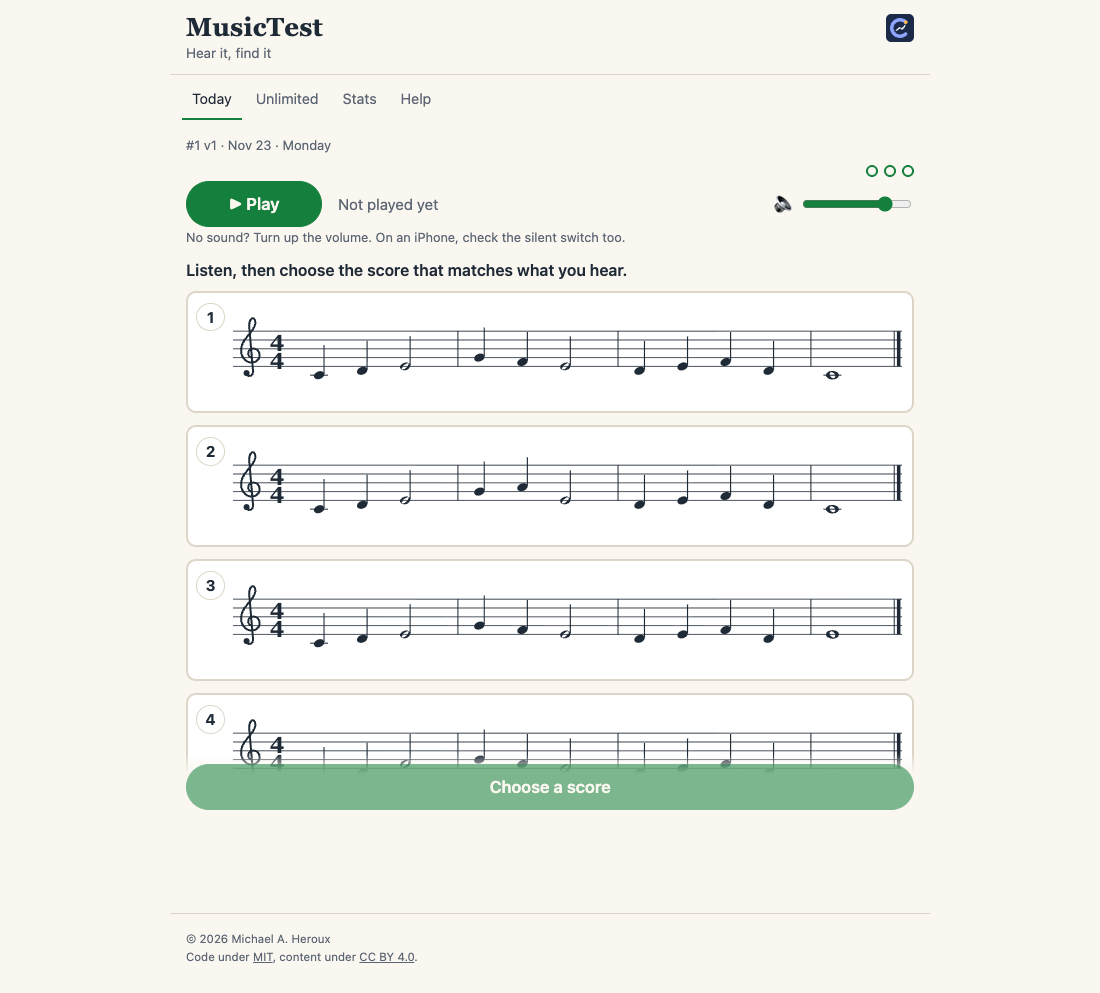 MusicTest
Hear it, find it
Today Unlimited Stats Help
#1 v1 · Nov 23 · Monday
▶ Play Not played yet
No sound? Turn up the volume. On an iPhone, check the silent switch too.
Listen, then choose the score that matches what you hear.
1
4
4
2
4
4
3
4
4
4
4
4
Choose a score
© 2026 Michael A. Heroux
Code under MIT, content under CC BY 4.0.